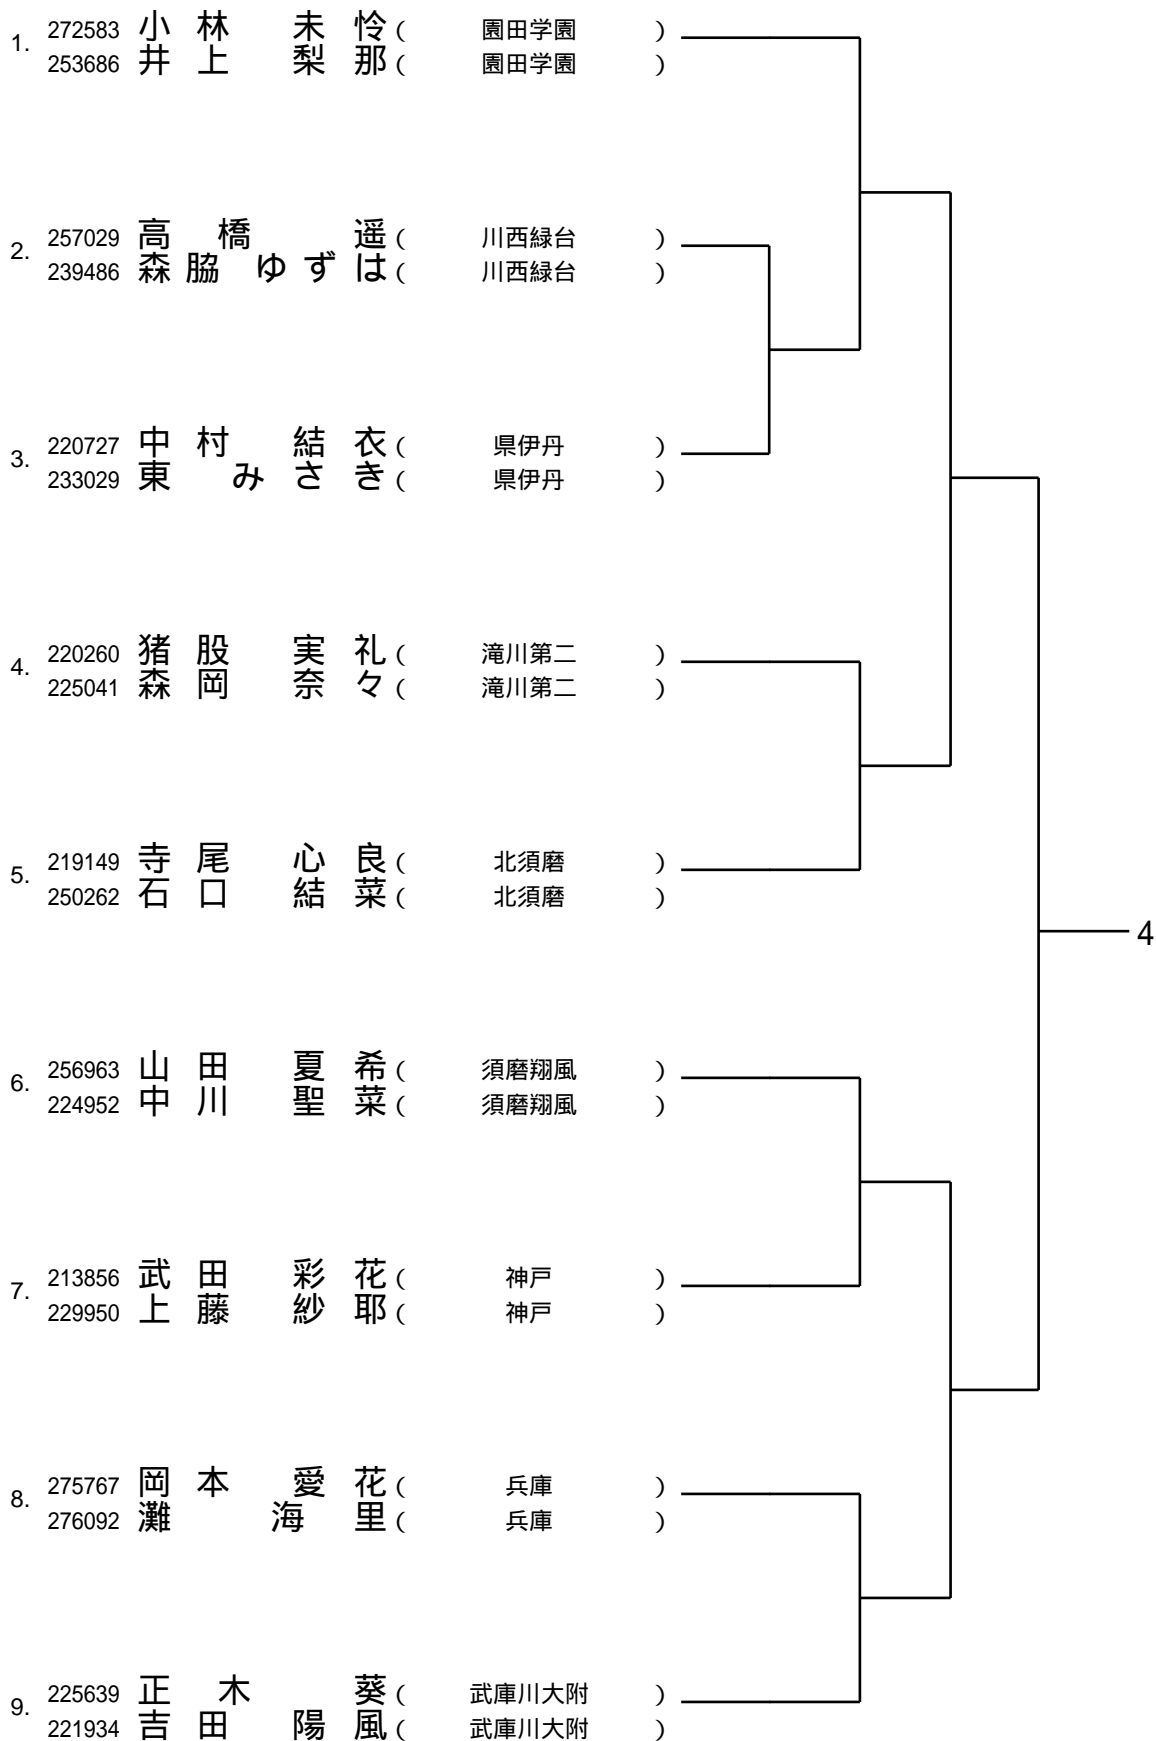 1. 272583 小林 未怜 ( 園田学園 )
253686 井上 梨那 ( 園田学園 )
2. 257029 高橋 遥 ( 川西緑台 )
239486 森脇 ゆずは ( 川西緑台 )
3. 220727 中村 結衣 ( 県伊丹 )
233029 東 みさき ( 県伊丹 )
4. 220260 猪股 実礼 ( 滝川第二 )
225041 森岡 奈々 ( 滝川第二 )
5. 219149 寺尾 心良 ( 北須磨 )
250262 石口 結菜 ( 北須磨 )
4
6. 256963 山田 夏希 ( 須磨翔風 )
224952 中川 聖菜 ( 須磨翔風 )
7. 213856 武田 彩花 ( 神戸 )
229950 上藤 紗耶 ( 神戸 )
8. 275767 岡本 愛花 ( 兵庫 )
276092 灘 海里 ( 兵庫 )
9. 225639 正木 葵 ( 武庫川大附 )
221934 吉田 陽風 ( 武庫川大附 )